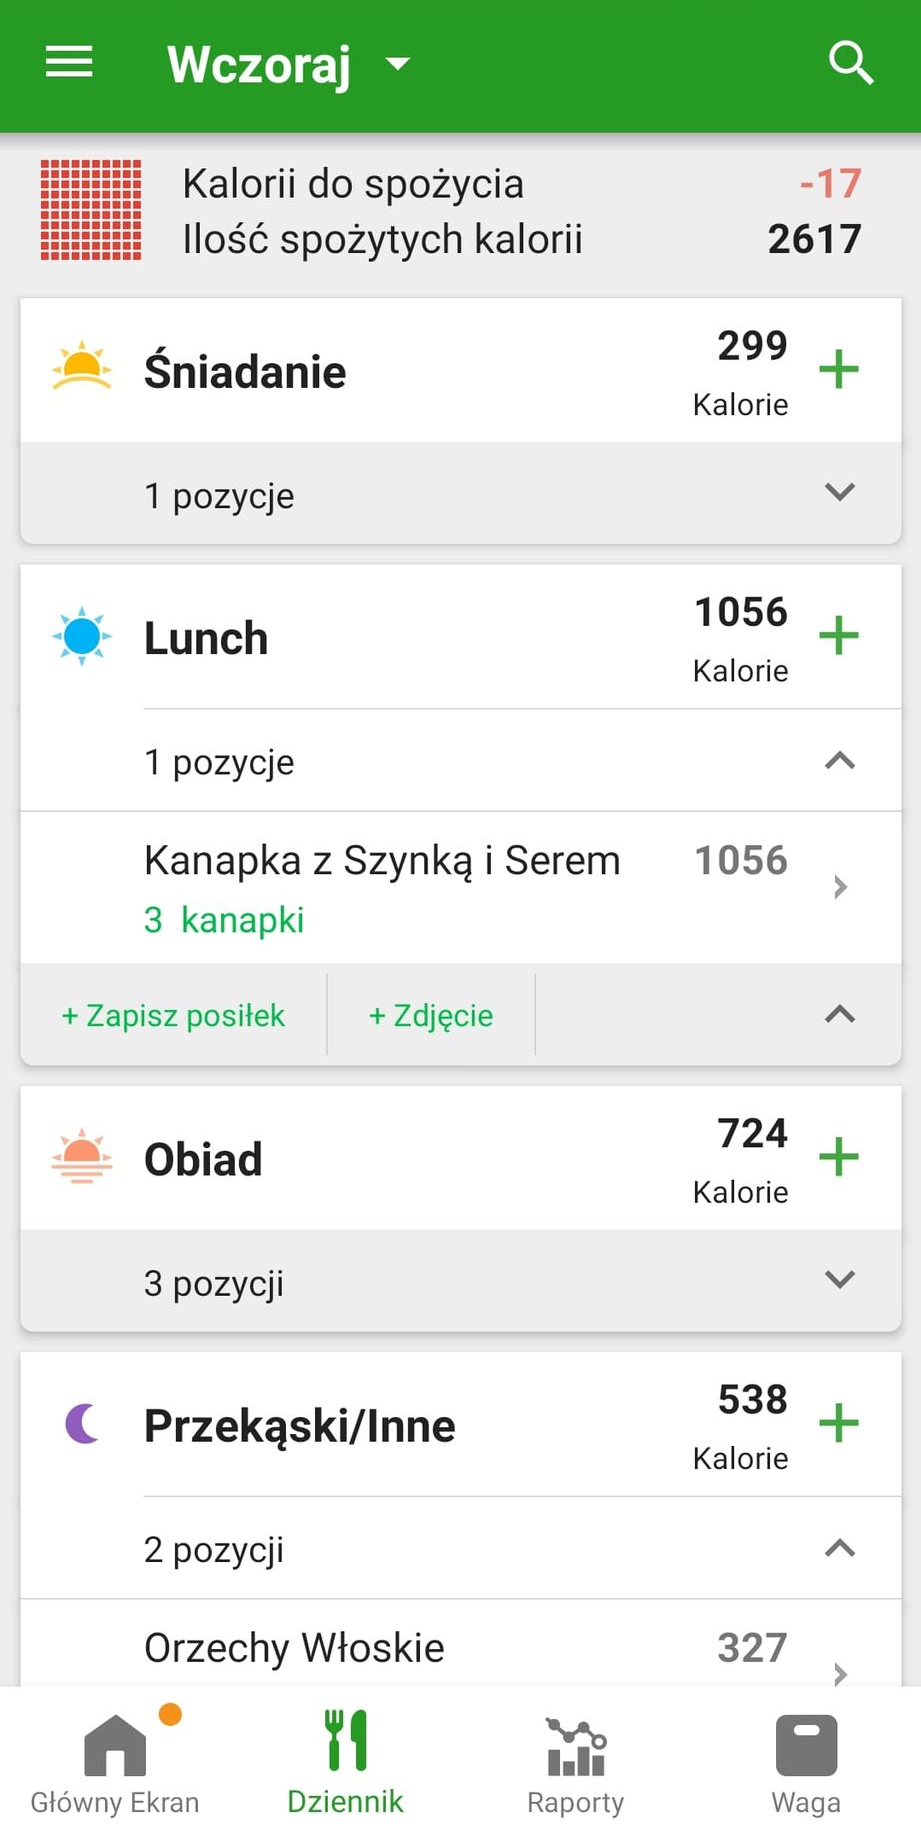 Wczoraj
Kalorii do spożycia -17
Ilość spożytych kalorii 2617
Śniadanie 299
Kalorie
1 pozycje
Lunch 1056
Kalorie
1 pozycje
Kanapka z Szynką i Serem 1056
3 kanapki
+ Zapisz posiłek + Zdjęcie
Obiad 724
Kalorie
3 pozycji
Przekąski/Inne 538
Kalorie
2 pozycji
Orzechy Włoskie 327
Główny Ekran Dziennik Raporty Waga